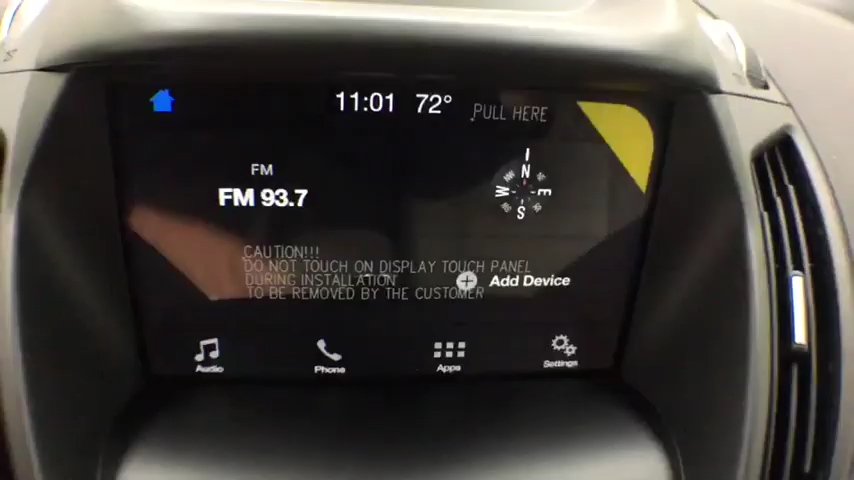 11:01 72°
PULL HERE
FM
FM 93.7
N
W E
S
CAUTION!!!
DO NOT TOUCH ON DISPLAY TOUCH PANEL
DURING INSTALLATION
TO BE REMOVED BY THE CUSTOMER
Add Device
Audio Phone Apps Settings